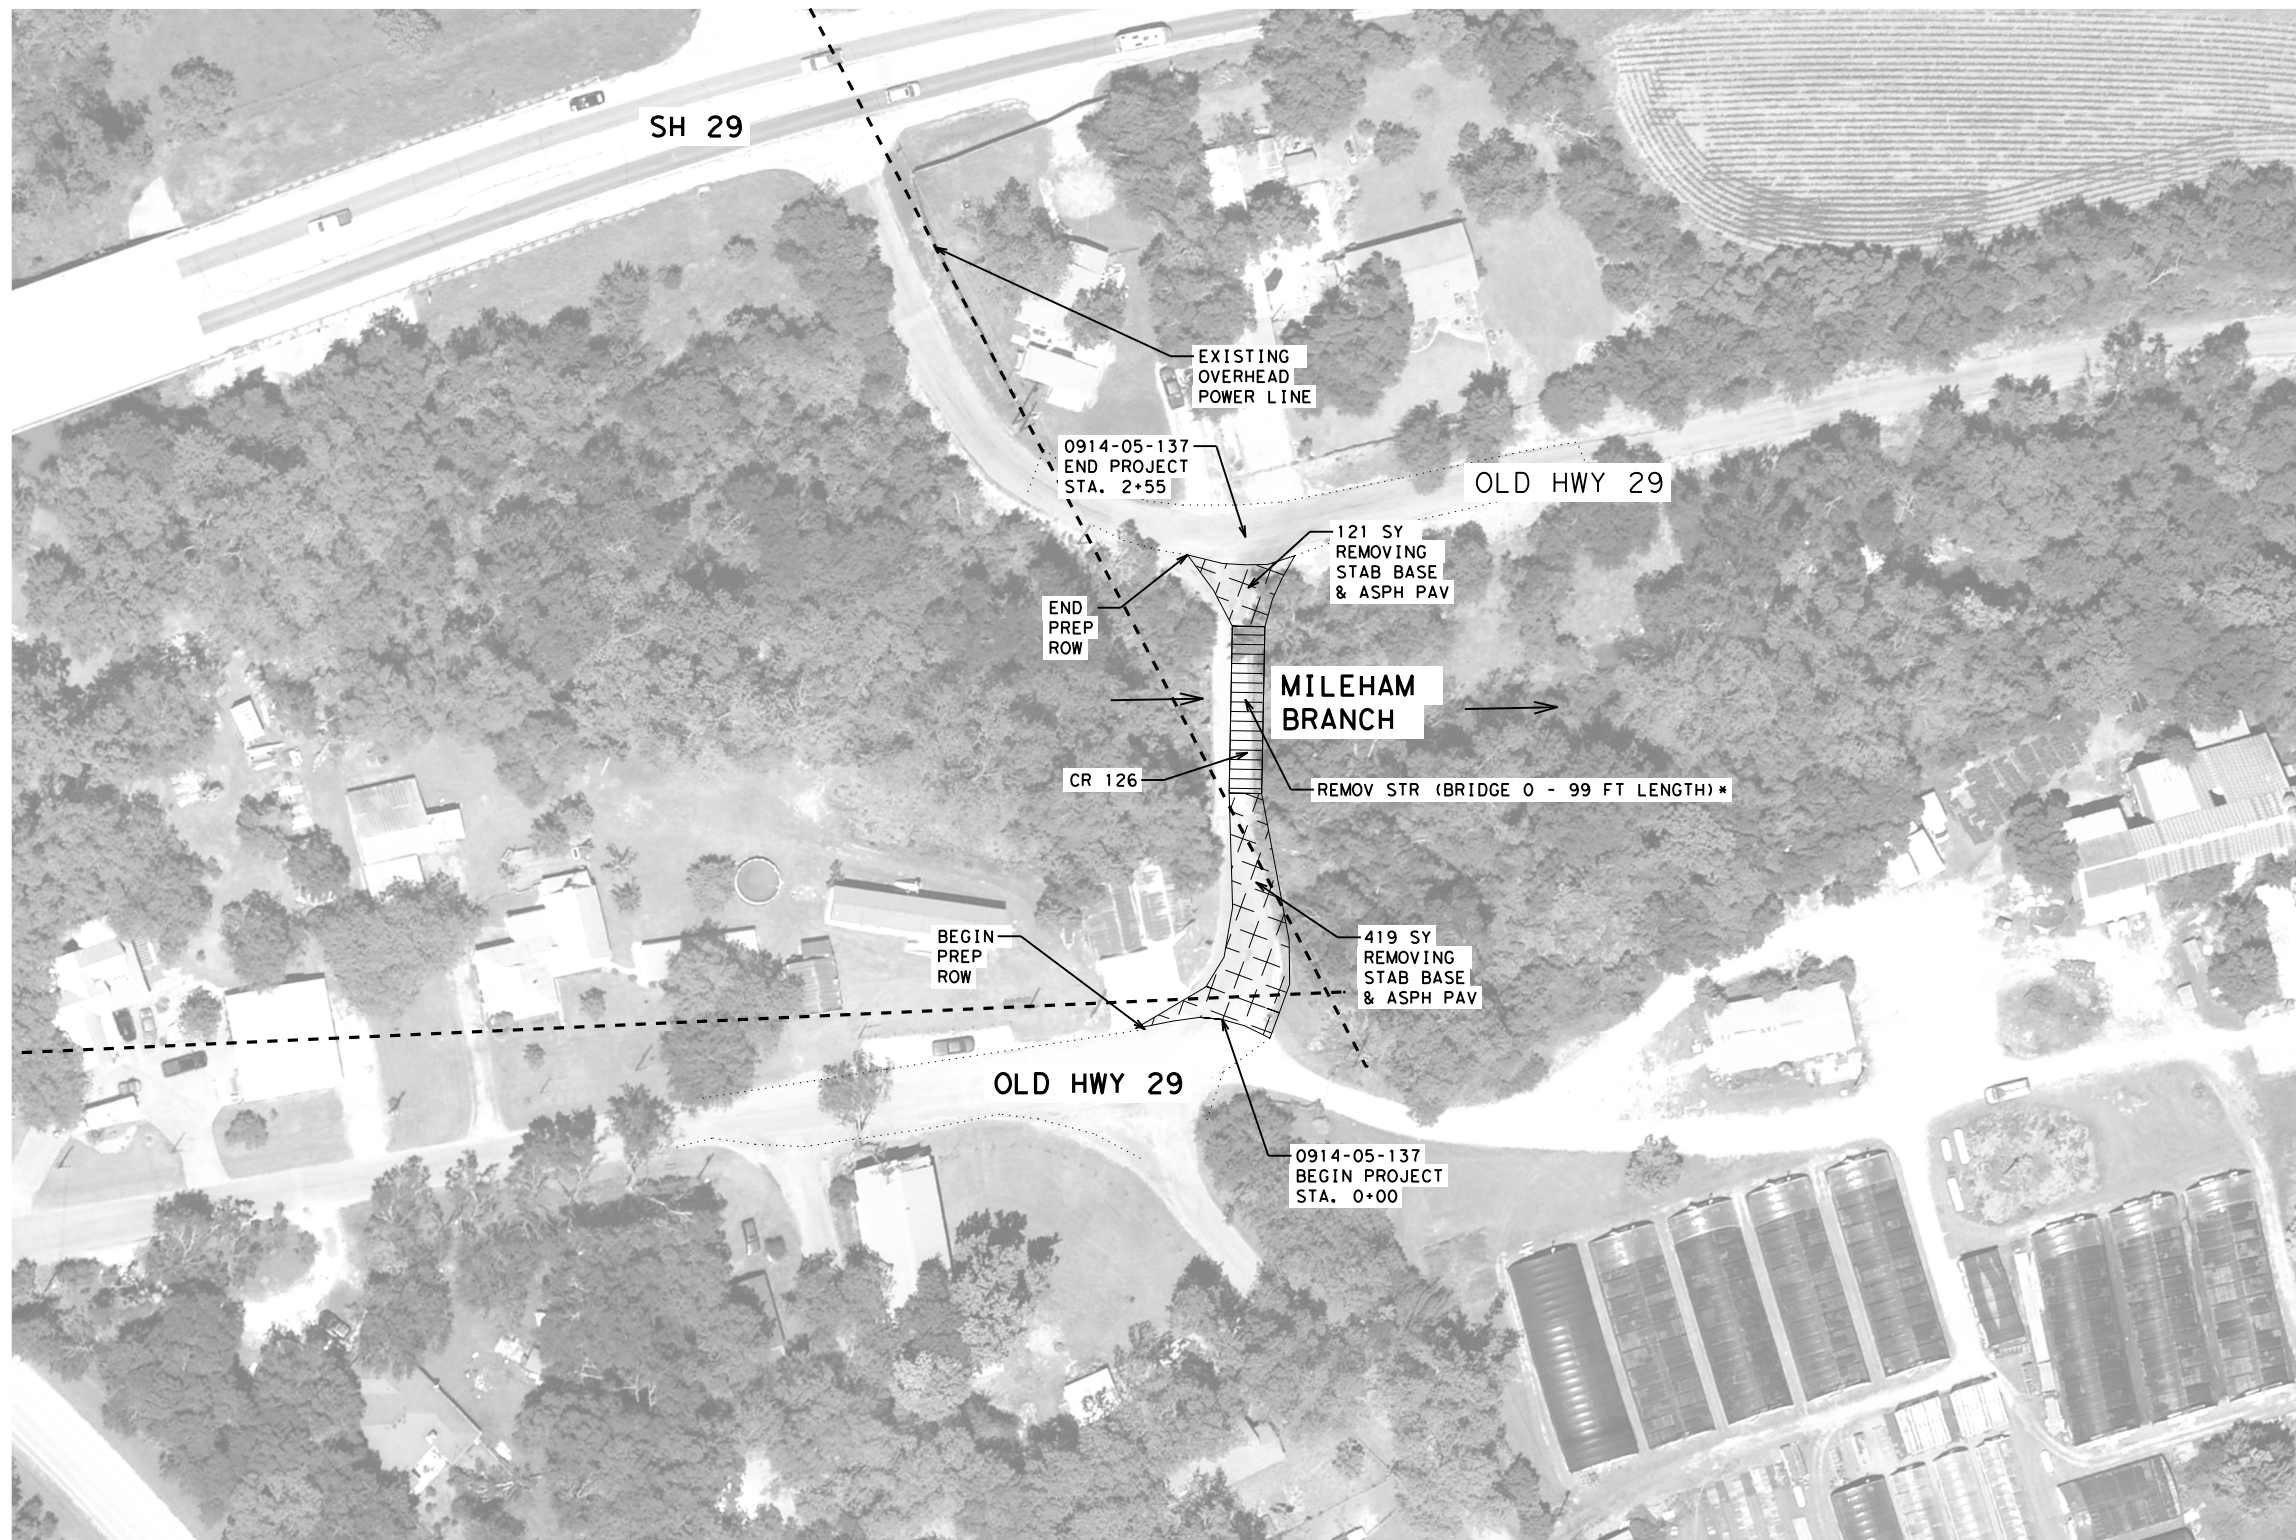 SH 29
EXISTING
OVERHEAD
POWER LINE
0914-05-137
END PROJECT
STA. 2+55
OLD HWY 29
121 SY
REMOVING
STAB BASE
& ASPH PAV
END
PREP
ROW
MILEHAM
BRANCH
CR 126
REMOV STR (BRIDGE 0 - 99 FT LENGTH)*
BEGIN
PREP
ROW
419 SY
REMOVING
STAB BASE
& ASPH PAV
OLD HWY 29
0914-05-137
BEGIN PROJECT
STA. 0+00